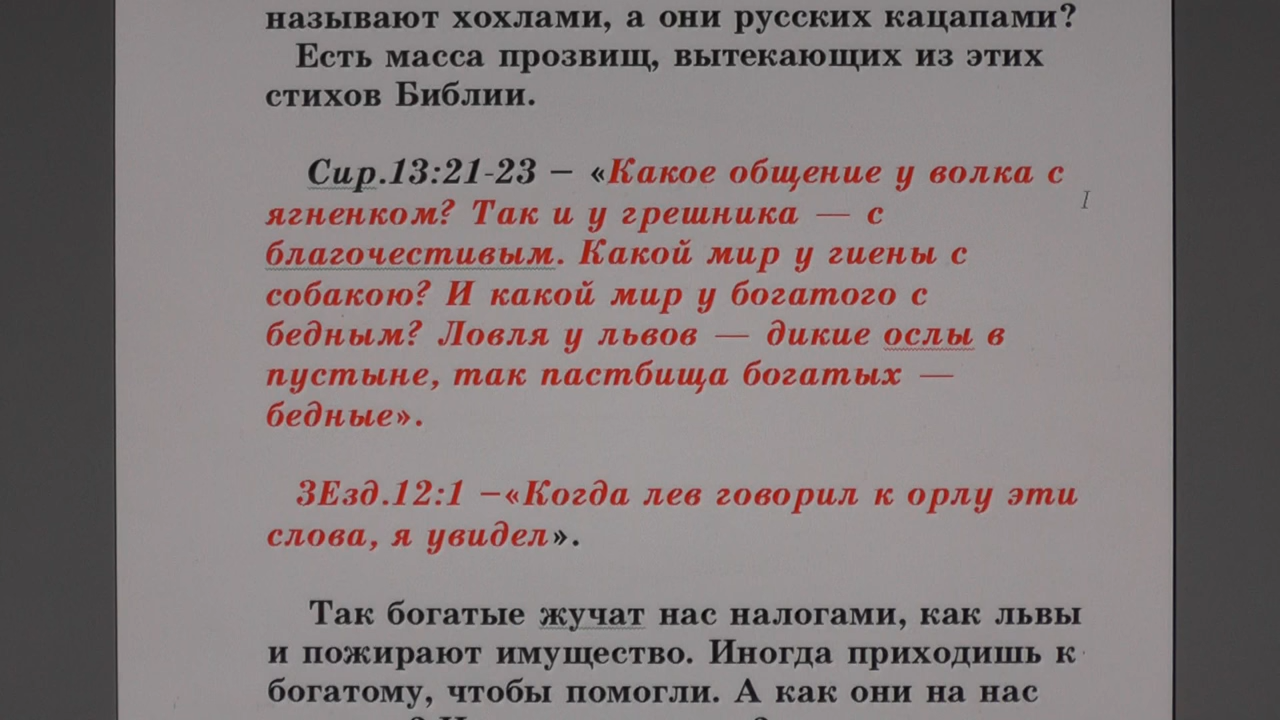 называют хохлами, а они русских кацапами?
Есть масса прозвищ, вытекающих из этих
стихов Библии.
Сир.13:21-23 – «Какое общение у волка с
ягненком? Так и у грешника — с
благочестивым. Какой мир у гиены с
собакою? И какой мир у богатого с
бедным? Ловля у львов — дикие ослы в
пустыне, так пастбища богатых —
бедные».
3Езд.12:1 –«Когда лев говорил к орлу эти
слова, я увидел».
Так богатые жучат нас налогами, как львы
и пожирают имущество. Иногда приходишь к
богатому, чтобы помогли. А как они на нас